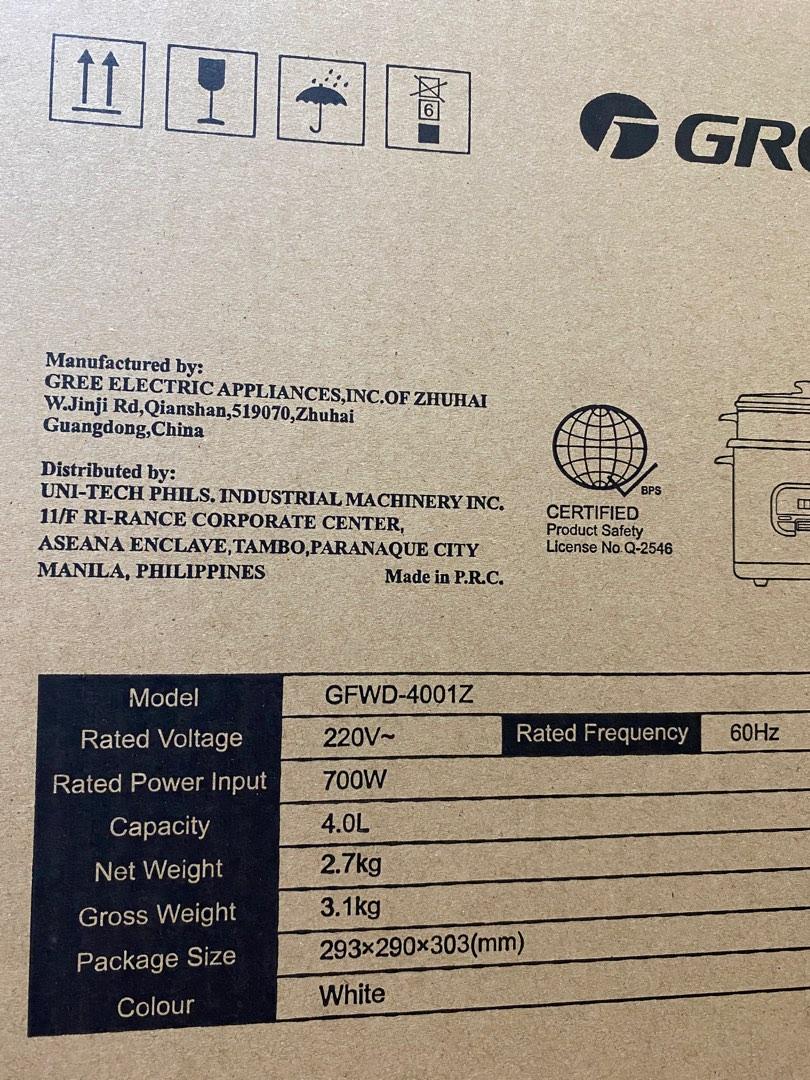 6
GR
Manufactured by:
GREE ELECTRIC APPLIANCES,INC.OF ZHUHAI
W.Jinji Rd,Qianshan,519070,Zhuhai
Guangdong,China
Distributed by:
UNI-TECH PHILS. INDUSTRIAL MACHINERY INC.
11/F RI-RANCE CORPORATE CENTER,
ASEANA ENCLAVE,TAMBO,PARANAQUE CITY
MANILA, PHILIPPINES Made in P.R.C.
BPS
CERTIFIED
Product Safety
License No.Q-2546
Model GFWD-4001Z
Rated Voltage 220V~ Rated Frequency 60Hz
Rated Power Input 700W
Capacity 4.0L
Net Weight 2.7kg
Gross Weight 3.1kg
Package Size 293×290×303(mm)
Colour White